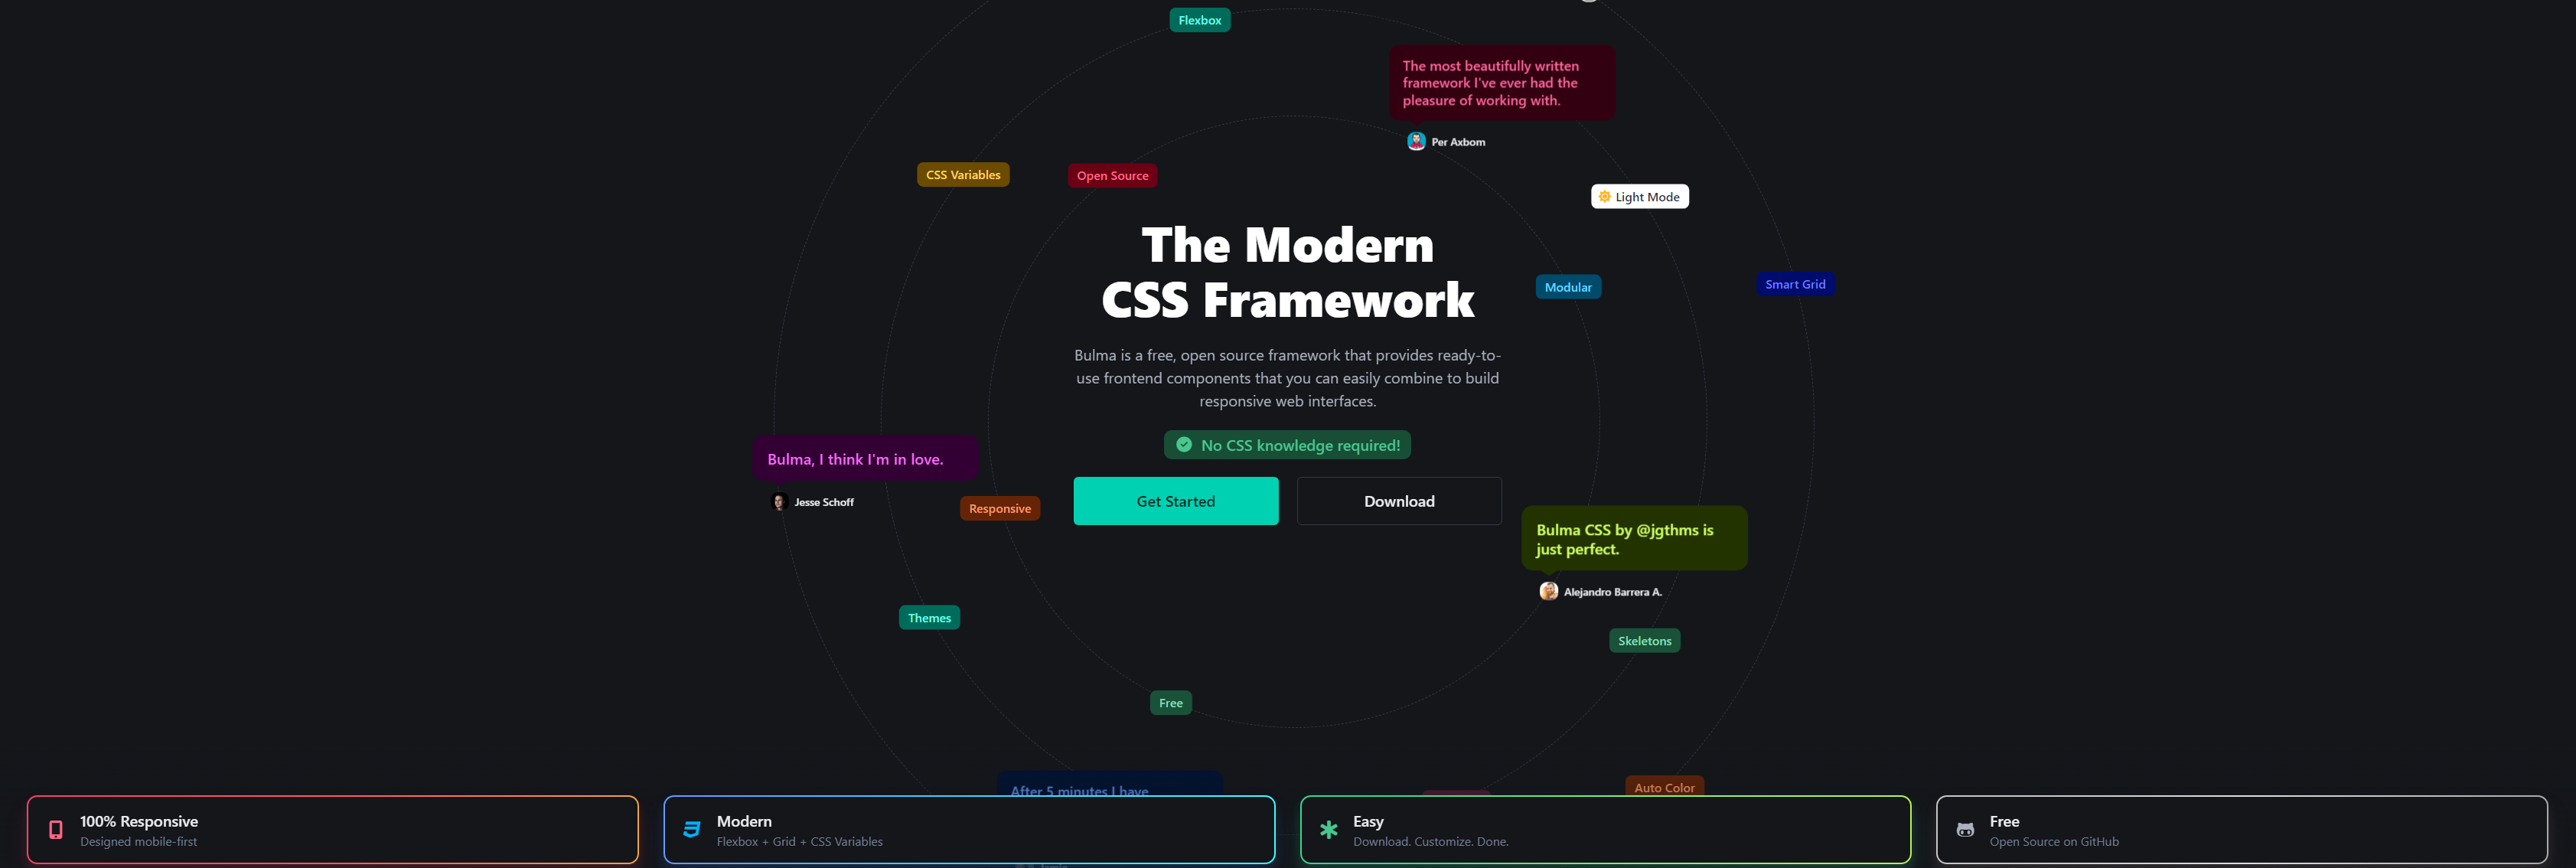 Flexbox
The most beautifully written
framework I've ever had the
pleasure of working with.
Per Axbom
CSS Variables
Open Source
Light Mode
The Modern
CSS Framework
Modular
Smart Grid
Bulma is a free, open source framework that provides ready-to-
use frontend components that you can easily combine to build
responsive web interfaces.
No CSS knowledge required!
Bulma, I think I'm in love.
Jesse Schoff
Responsive
Get Started
Download
Bulma CSS by @jgthms is
just perfect.
Alejandro Barrera A.
Themes
Skeletons
Free
After 5 minutes I have
Auto Color
100% Responsive
Designed mobile-first
Modern
Flexbox + Grid + CSS Variables
Easy
Download. Customize. Done.
Free
Open Source on GitHub